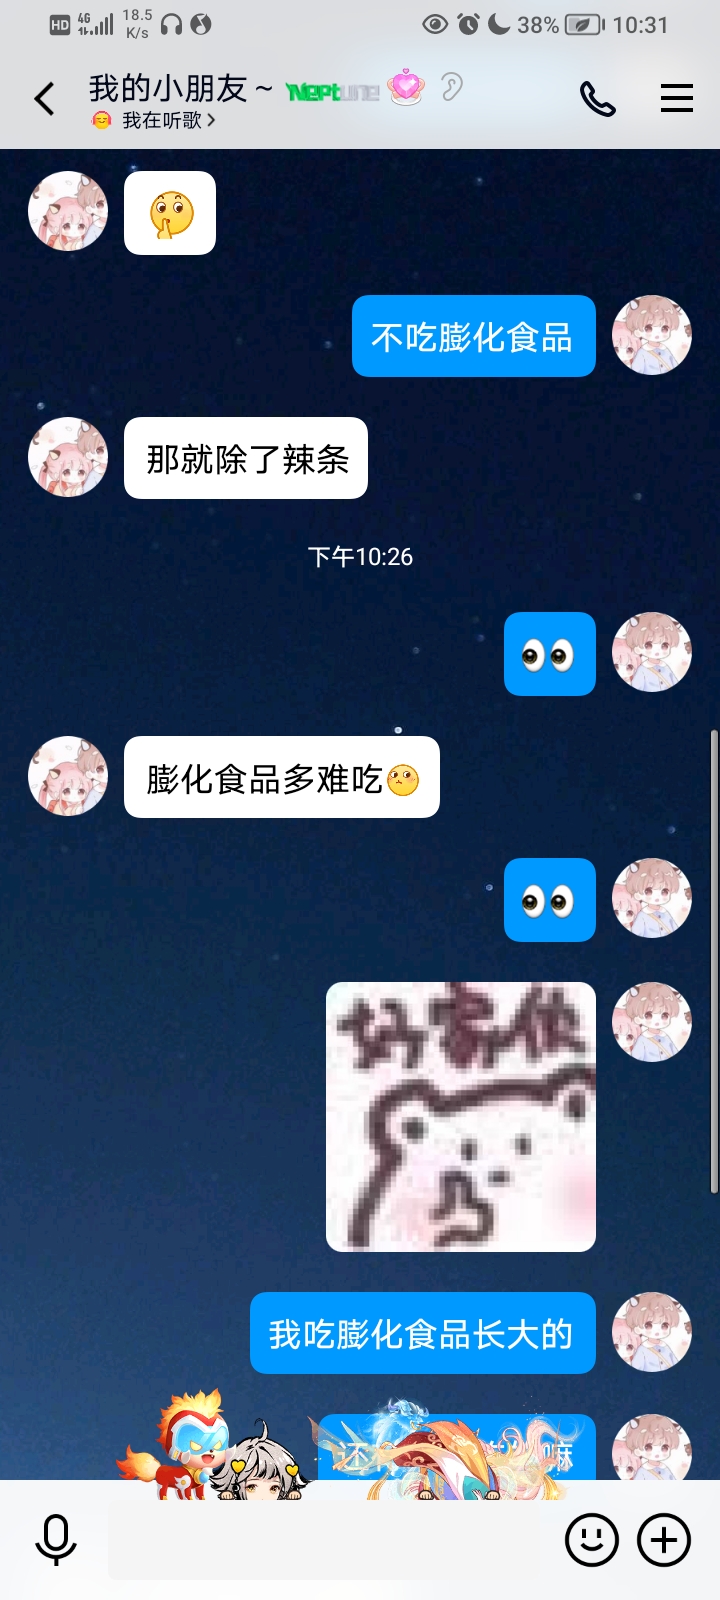 HD 4G 18.5 K/s 38% 10:31
我的小朋友~ Neptune
我在听歌
不吃膨化食品
那就除了辣条
下午10:26
膨化食品多难吃
好家伙
我吃膨化食品长大的
还
嘛